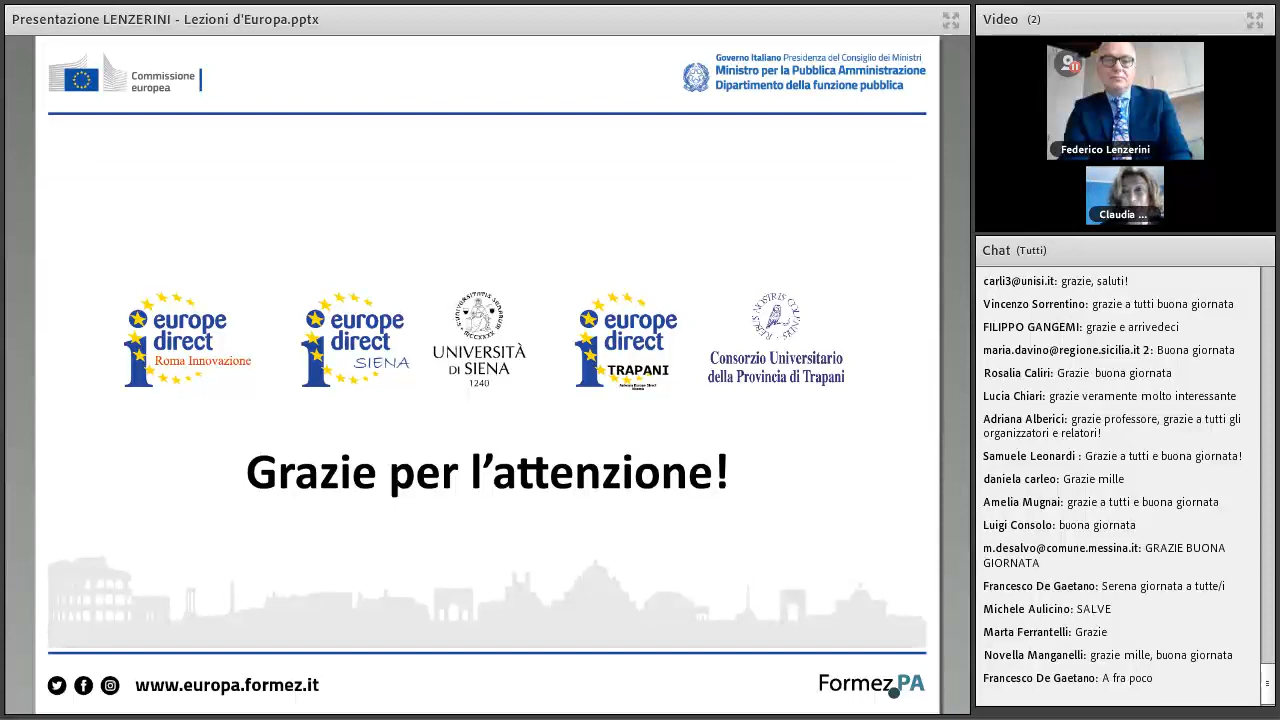 Presentazione LENZERINI - Lezioni d'Europa.pptx
Commissione
europea
Governo Italiano Presidenza del Consiglio dei Ministri
Ministro per la Pubblica Amministrazione
Dipartimento della funzione pubblica
europe
direct
Roma Innovazione
europe
direct
SIENA
UNIVERSITÀ
DI SIENA
1240
europe
direct
TRAPANI
Consorzio Universitario
della Provincia di Trapani
Grazie per l'attenzione!
www.europa.formez.it
Formez PA
Video (2)
Federico Lenzerini
Claudia ...
Chat (Tutti)
carli3@unisi.it: grazie, saluti!
Vincenzo Sorrentino: grazie a tutti buona giornata
FILIPPO GANGEMI: grazie e arrivedeci
maria.davino@regione.sicilia.it 2: Buona giornata
Rosalia Caliri: Grazie buona giornata
Lucia Chiari: grazie veramente molto interessante
Adriana Alberici: grazie professore, grazie a tutti gli
organizzatori e relatori!
Samuele Leonardi : Grazie a tutti e buona giornata!
daniela carleo: Grazie mille
Amelia Mugnai: grazie a tutti e buona giornata
Luigi Consolo: buona giornata
m.desalvo@comune.messina.it: GRAZIE BUONA
GIORNATA
Francesco De Gaetano: Serena giornata a tutte/i
Michele Aulicino: SALVE
Marta Ferrantelli: Grazie
Novella Manganelli: grazie mille, buona giornata
Francesco De Gaetano: A fra poco